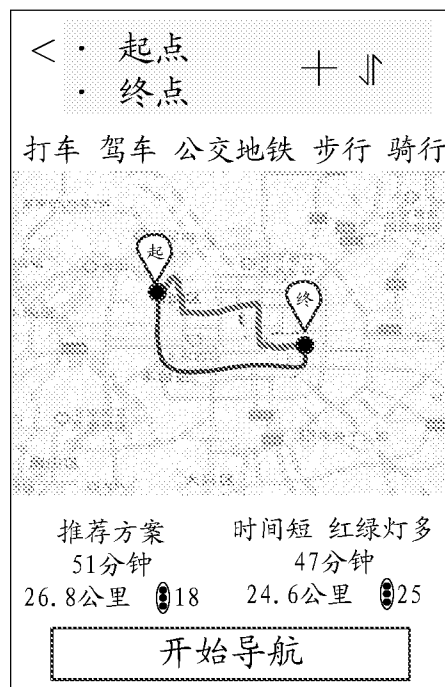 < · 起点
· 终点
打车 驾车 公交地铁 步行 骑行
起
终
推荐方案 时间短 红绿灯多
51分钟 47分钟
26.8公里 18 24.6公里 25
开始导航